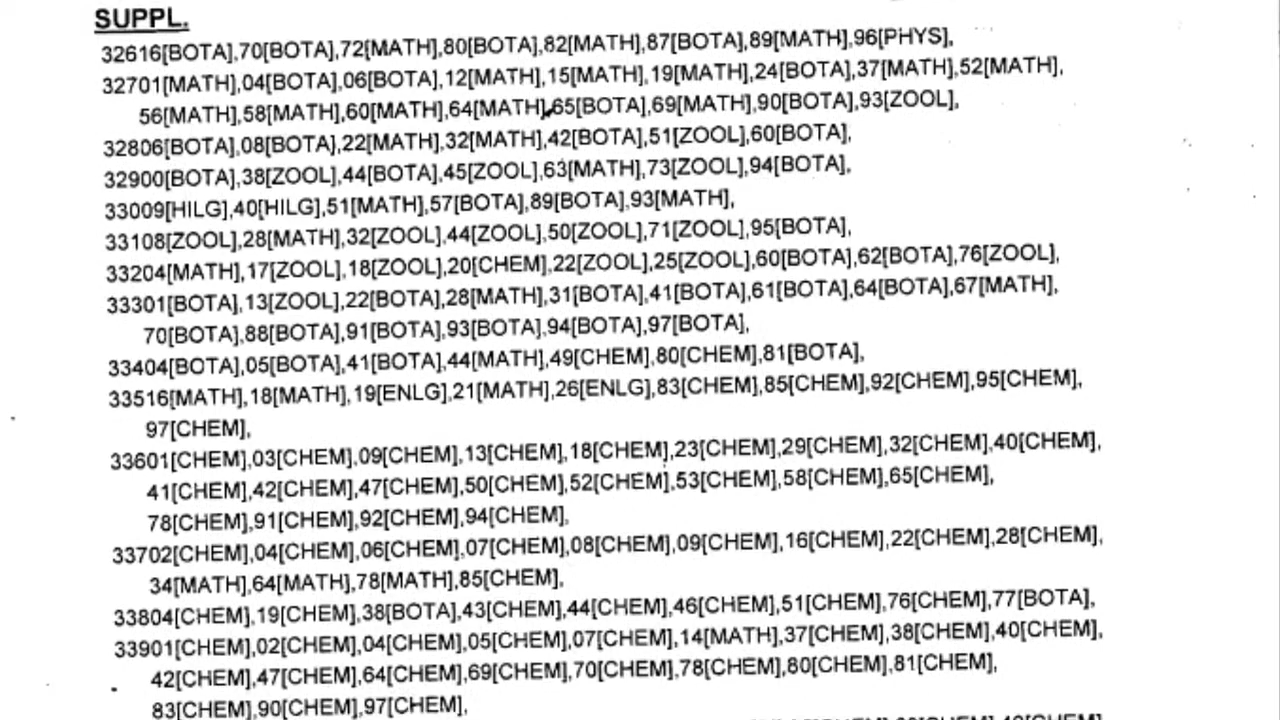 SUPPL.
32616[BOTA],70[BOTA],72[MATH],80[BOTA],82[MATH],87[BOTA],89[MATH],96[PHYS],
32701[MATH],04[BOTA],06[BOTA],12[MATH],15[MATH],19[MATH],24[BOTA],37[MATH],52[MATH],
56[MATH],58[MATH],60[MATH],64[MATH],65[BOTA],69[MATH],90[BOTA],93[ZOOL],
32806[BOTA],08[BOTA],22[MATH],32[MATH],42[BOTA],51[ZOOL],60[BOTA],
32900[BOTA],38[ZOOL],44[BOTA],45[ZOOL],63[MATH],73[ZOOL],94[BOTA],
33009[HILG],40[HILG],51[MATH],57[BOTA],89[BOTA],93[MATH],
33108[ZOOL],28[MATH],32[ZOOL],44[ZOOL],50[ZOOL],71[ZOOL],95[BOTA],
33204[MATH],17[ZOOL],18[ZOOL],20[CHEM],22[ZOOL],25[ZOOL],60[BOTA],62[BOTA],76[ZOOL],
33301[BOTA],13[ZOOL],22[BOTA],28[MATH],31[BOTA],41[BOTA],61[BOTA],64[BOTA],67[MATH],
70[BOTA],88[BOTA],91[BOTA],93[BOTA],94[BOTA],97[BOTA],
33404[BOTA],05[BOTA],41[BOTA],44[MATH],49[CHEM],80[CHEM],81[BOTA],
33516[MATH],18[MATH],19[ENLG],21[MATH],26[ENLG],83[CHEM],85[CHEM],92[CHEM],95[CHEM],
97[CHEM],
33601[CHEM],03[CHEM],09[CHEM],13[CHEM],18[CHEM],23[CHEM],29[CHEM],32[CHEM],40[CHEM],
41[CHEM],42[CHEM],47[CHEM],50[CHEM],52[CHEM],53[CHEM],58[CHEM],65[CHEM],
78[CHEM],91[CHEM],92[CHEM],94[CHEM],
33702[CHEM],04[CHEM],06[CHEM],07[CHEM],08[CHEM],09[CHEM],16[CHEM],22[CHEM],28[CHEM],
34[MATH],64[MATH],78[MATH],85[CHEM],
33804[CHEM],19[CHEM],38[BOTA],43[CHEM],44[CHEM],46[CHEM],51[CHEM],76[CHEM],77[BOTA],
33901[CHEM],02[CHEM],04[CHEM],05[CHEM],07[CHEM],14[MATH],37[CHEM],38[CHEM],40[CHEM],
42[CHEM],47[CHEM],64[CHEM],69[CHEM],70[CHEM],78[CHEM],80[CHEM],81[CHEM],
83[CHEM],90[CHEM],97[CHEM],